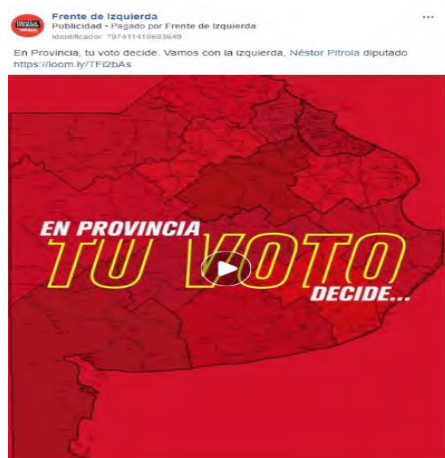 Frente de Izquierda
Publicidad • Pagado por Frente de Izquierda
Identificador: 797411410693649
En Provincia, tu voto decide. Vamos con la izquierda, Néstor Pitrola diputado
https://loom.ly/TFI2bAs
EN PROVINCIA
TU VOTO
DECIDE...